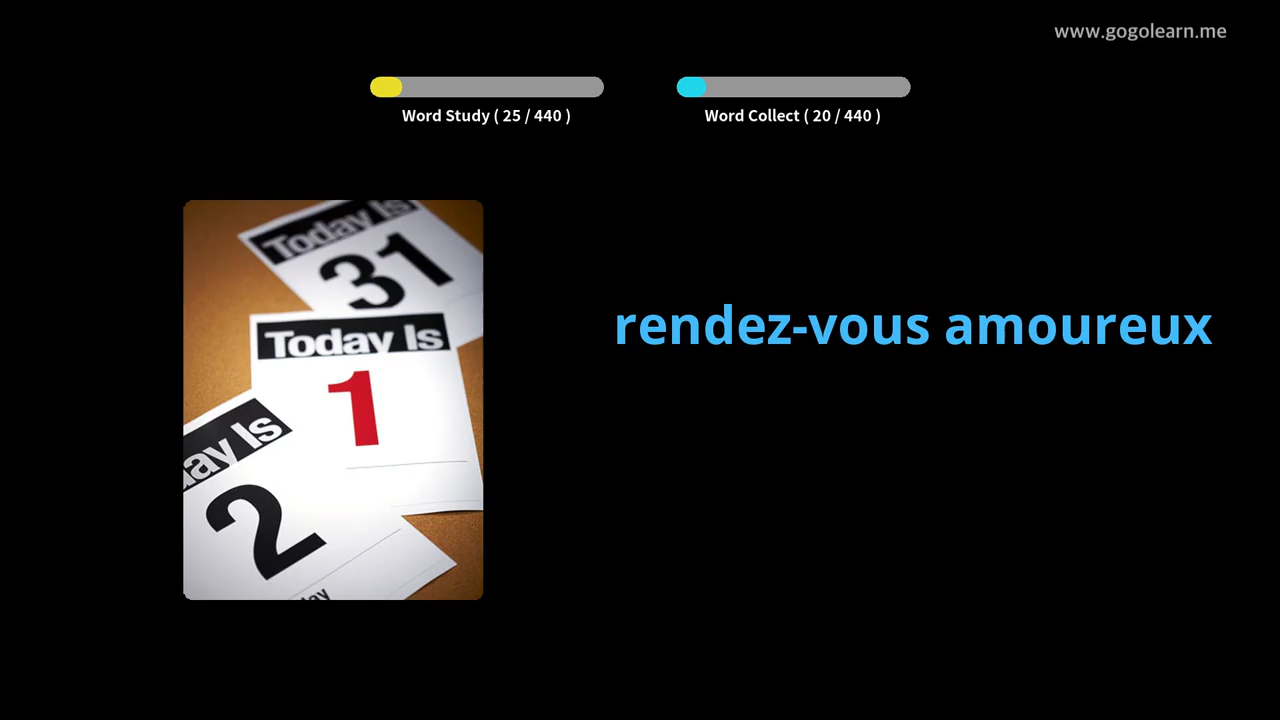 www.gogolearn.me
Word Study ( 25 / 440 )
Word Collect ( 20 / 440 )
Today Is
31
Today Is
1
ay Is
2
rendez-vous amoureux